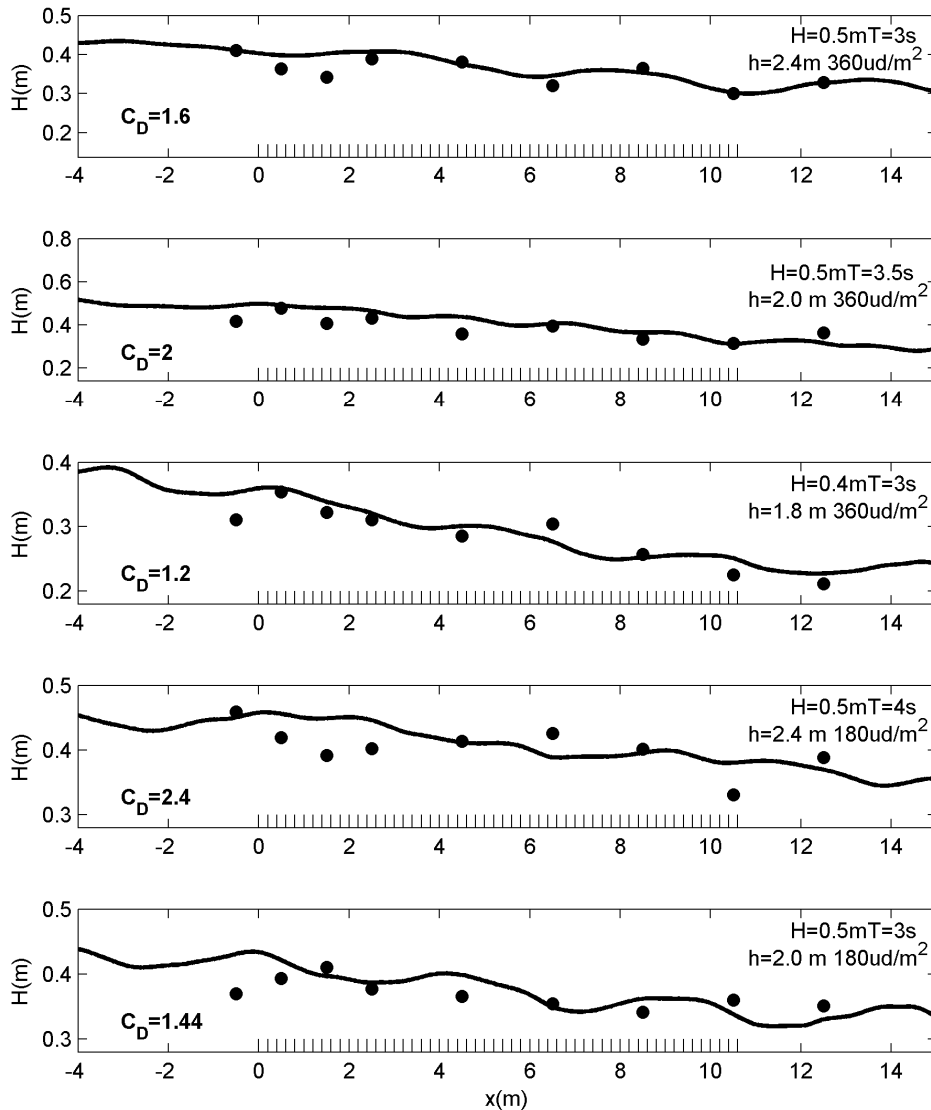 0.5
0.4
0.3
0.2
H(m)
H=0.5mT=3s
h=2.4m 360ud/m²
C_D=1.6
-4 -2 0 2 4 6 8 10 12 14
0.8
0.6
0.4
0.2
H(m)
H=0.5mT=3.5s
h=2.0 m 360ud/m²
C_D=2
-4 -2 0 2 4 6 8 10 12 14
0.4
0.3
0.2
H(m)
H=0.4mT=3s
h=1.8 m 360ud/m²
C_D=1.2
-4 -2 0 2 4 6 8 10 12 14
0.5
0.4
0.3
H(m)
H=0.5mT=4s
h=2.4 m 180ud/m²
C_D=2.4
-4 -2 0 2 4 6 8 10 12 14
0.5
0.4
0.3
H(m)
H=0.5mT=3s
h=2.0 m 180ud/m²
C_D=1.44
-4 -2 0 2 4 6 8 10 12 14
x(m)